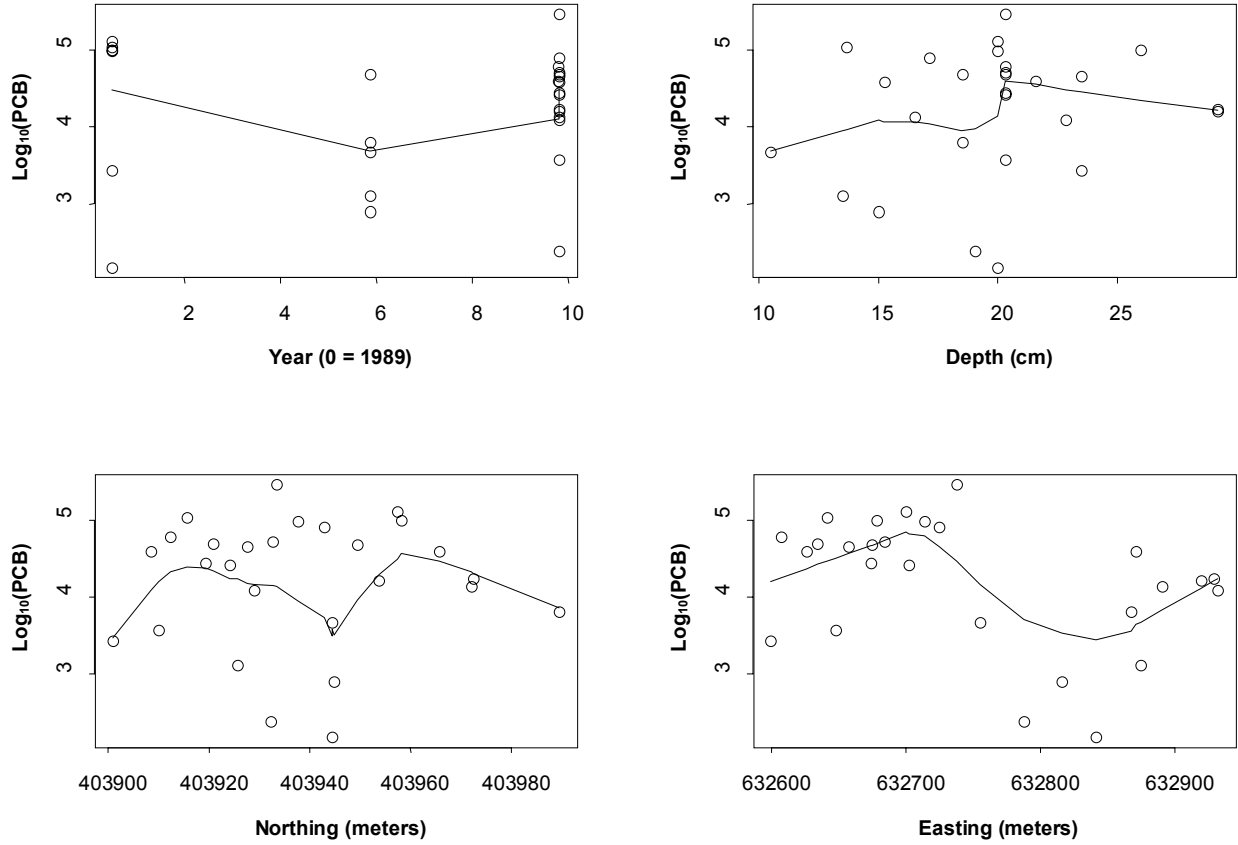 Log₁₀(PCB)
5
4
3
2 4 6 8 10
Year (0 = 1989)
Log₁₀(PCB)
5
4
3
10 15 20 25
Depth (cm)
Log₁₀(PCB)
5
4
3
403900 403920 403940 403960 403980
Northing (meters)
Log₁₀(PCB)
5
4
3
632600 632700 632800 632900
Easting (meters)